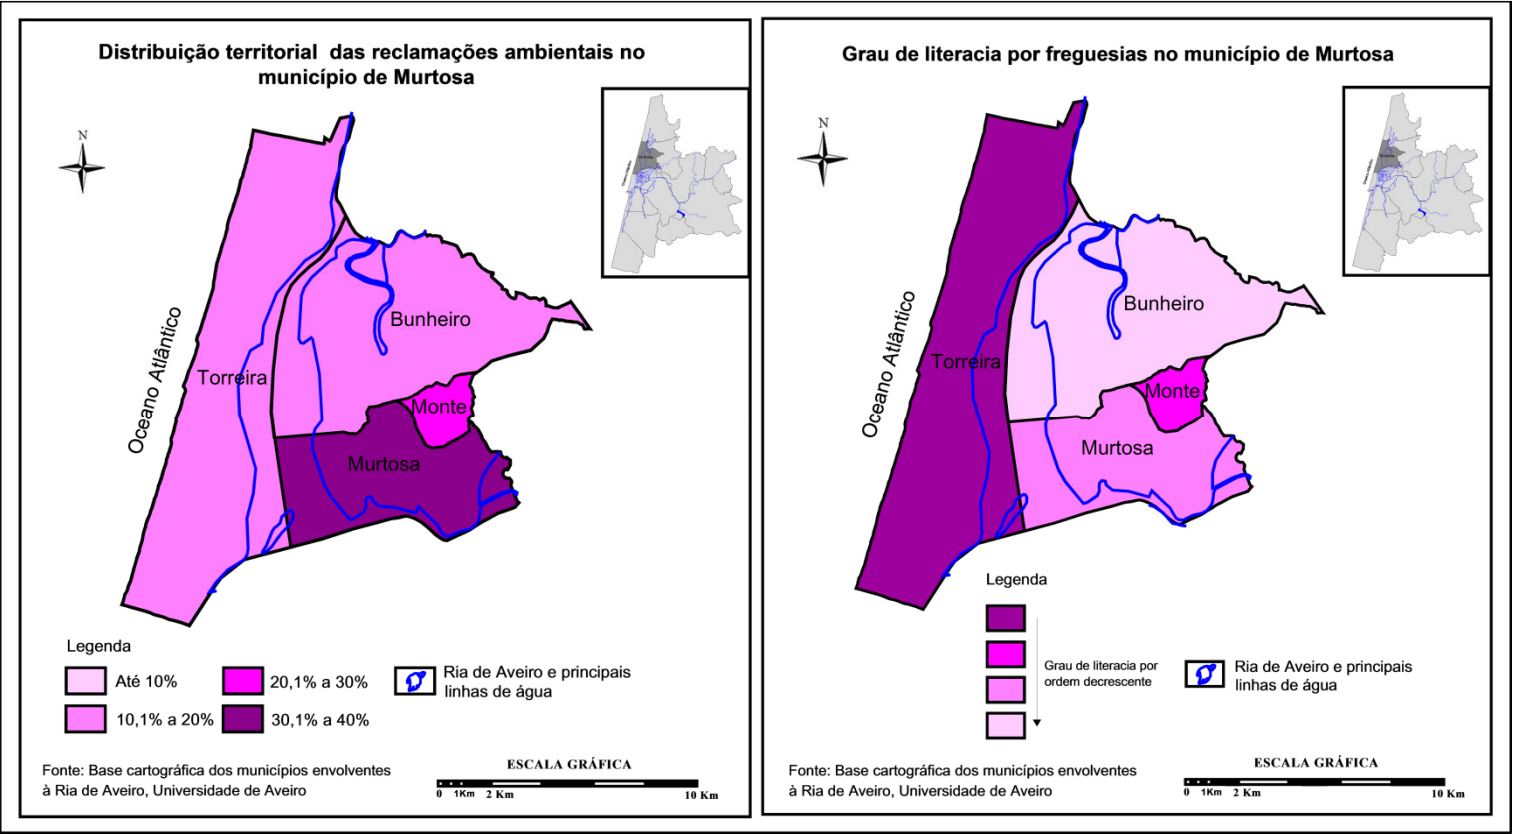 Distribuição territorial das reclamações ambientais no
município de Murtosa
N
Oceano Atlântico
Torreira
Bunheiro
Monte
Murtosa
Legenda
Até 10%
10,1% a 20%
20,1% a 30%
30,1% a 40%
Ria de Aveiro e principais
linhas de água
Fonte: Base cartográfica dos municípios envolventes
à Ria de Aveiro, Universidade de Aveiro
ESCALA GRÁFICA
0 1Km 2 Km 10 Km
Grau de literacia por freguesias no município de Murtosa
N
Oceano Atlântico
Torreira
Bunheiro
Monte
Murtosa
Legenda
Grau de literacia por
ordem decrescente
Ria de Aveiro e principais
linhas de água
Fonte: Base cartográfica dos municípios envolventes
à Ria de Aveiro, Universidade de Aveiro
ESCALA GRÁFICA
0 1Km 2 Km 10 Km